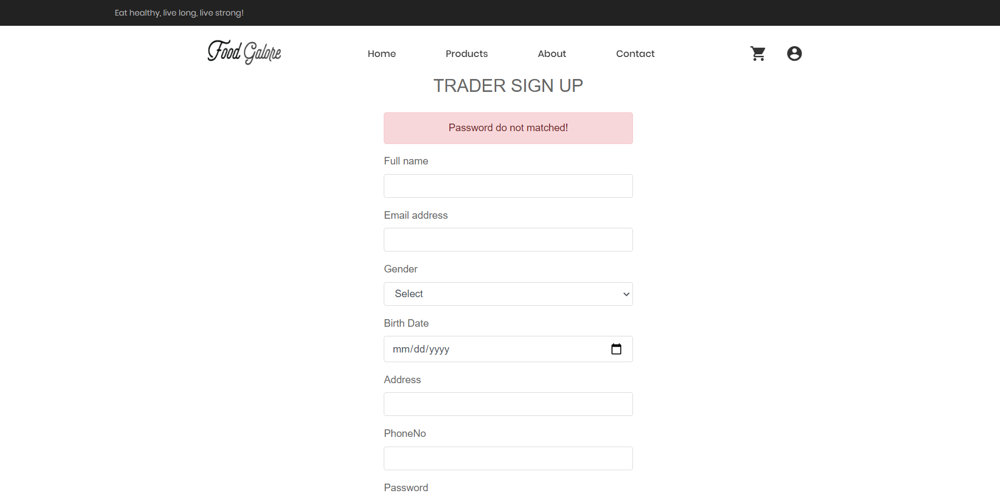 Eat healthy, live long, live strong!
Food Galore
Home Products About Contact
TRADER SIGN UP
Password do not matched!
Full name
Email address
Gender
Select
Birth Date
mm/dd/yyyy
Address
PhoneNo
Password